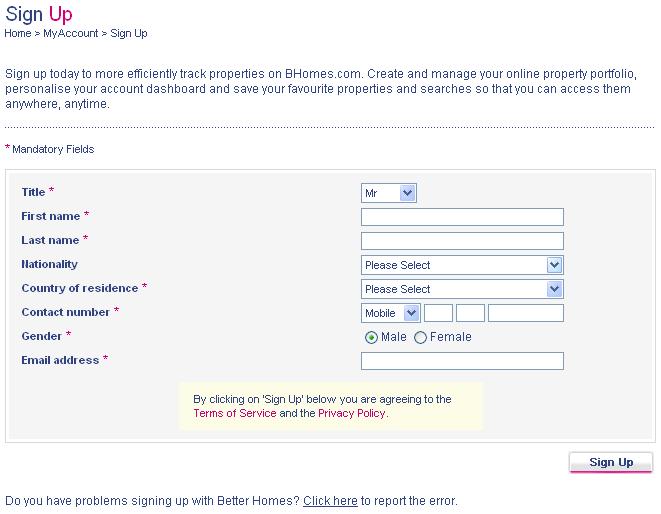 Sign Up
Home > MyAccount > Sign Up
Sign up today to more efficiently track properties on BHomes.com. Create and manage your online property portfolio,
personalise your account dashboard and save your favourite properties and searches so that you can access them
anywhere, anytime.
* Mandatory Fields
Title * Mr
First name *
Last name *
Nationality Please Select
Country of residence * Please Select
Contact number * Mobile
Gender * Male Female
Email address *
By clicking on 'Sign Up' below you are agreeing to the
Terms of Service and the Privacy Policy.
Sign Up
Do you have problems signing up with Better Homes? Click here to report the error.